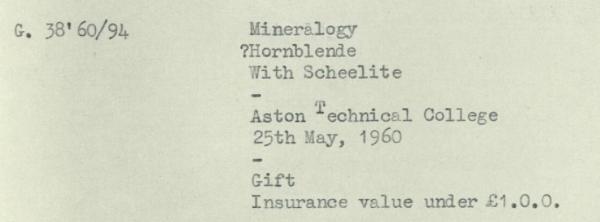 G. 38'60/94 Mineralogy
?Hornblende
With Scheelite
-
Aston Technical College
25th May, 1960
-
Gift
Insurance value under £1.0.0.